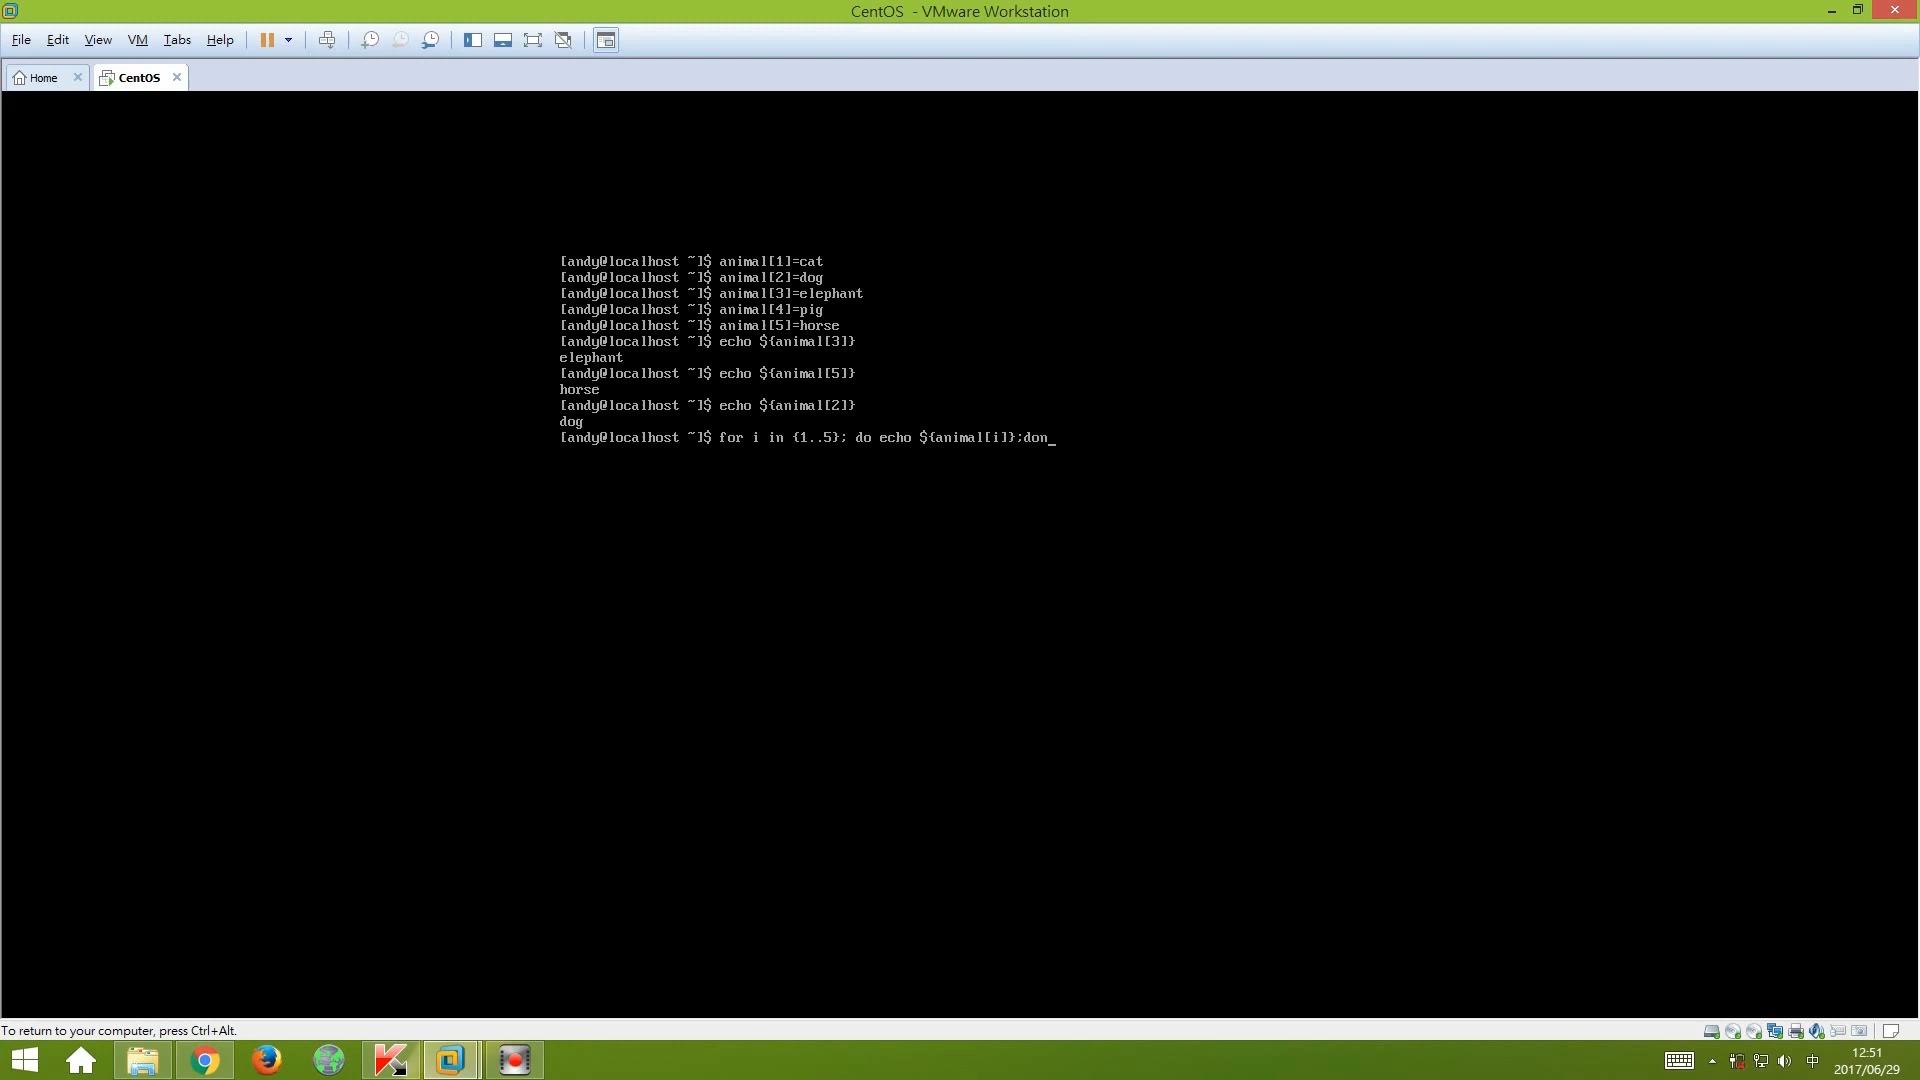 CentOS - VMware Workstation
File Edit View VM Tabs Help
Home CentOS
[andy@localhost ~]$ animal[1]=cat
[andy@localhost ~]$ animal[2]=dog
[andy@localhost ~]$ animal[3]=elephant
[andy@localhost ~]$ animal[4]=pig
[andy@localhost ~]$ animal[5]=horse
[andy@localhost ~]$ echo ${animal[3]}
elephant
[andy@localhost ~]$ echo ${animal[5]}
horse
[andy@localhost ~]$ echo ${animal[2]}
dog
[andy@localhost ~]$ for i in {1..5}; do echo ${animal[i]};don_
To return to your computer, press Ctrl+Alt.
中
12:51
2017/06/29